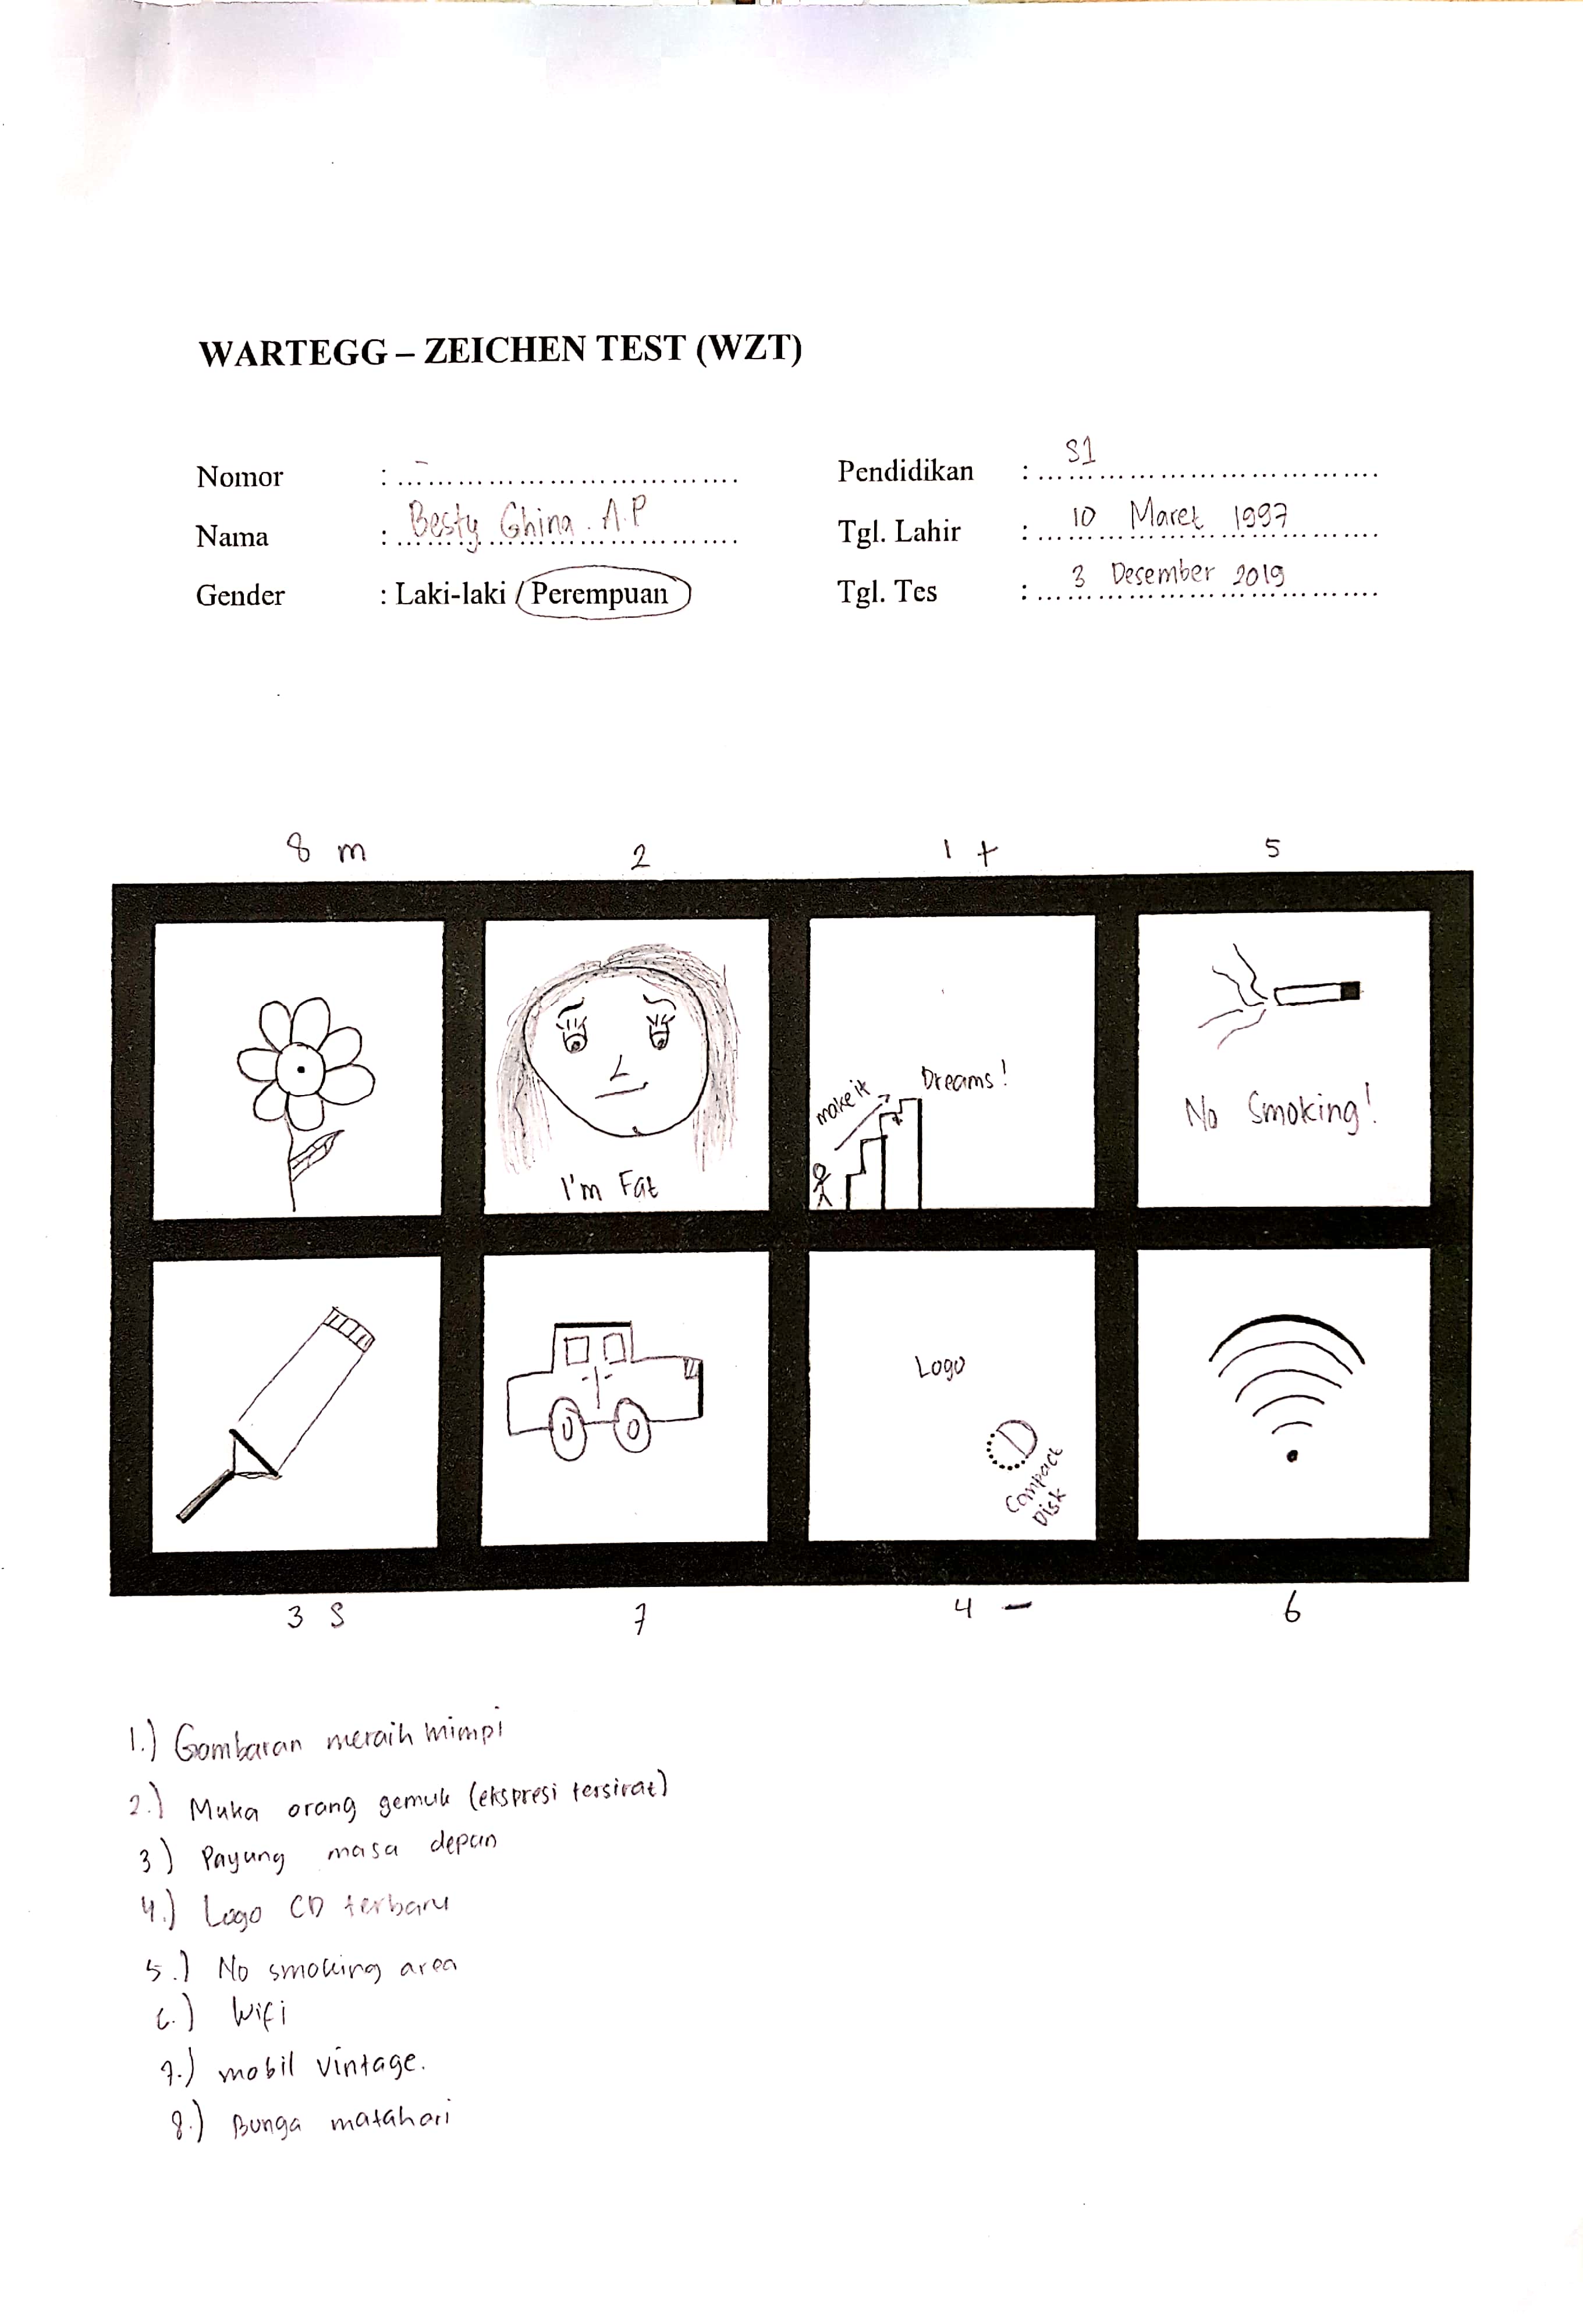 WARTEGG – ZEICHEN TEST (WZT)
Nomor : -
Nama : Besty Ghina. A.P
Gender : Laki-laki / Perempuan
Pendidikan : S1
Tgl. Lahir : 10 Maret 1997
Tgl. Tes : 3 Desember 2019
8 m 2 1 + 5
I'm Fat
make it Dreams!
No Smoking!
Logo
CD
Compact
Disk
3 S 7 4 - 6
1.) Gambaran meraih mimpi
2.) Muka orang gemuk (ekspresi tersirat)
3) Payung masa depan
4.) Logo CD terbaru
5.) No smoking area
6.) Wifi
7.) mobil vintage.
8.) Bunga matahari